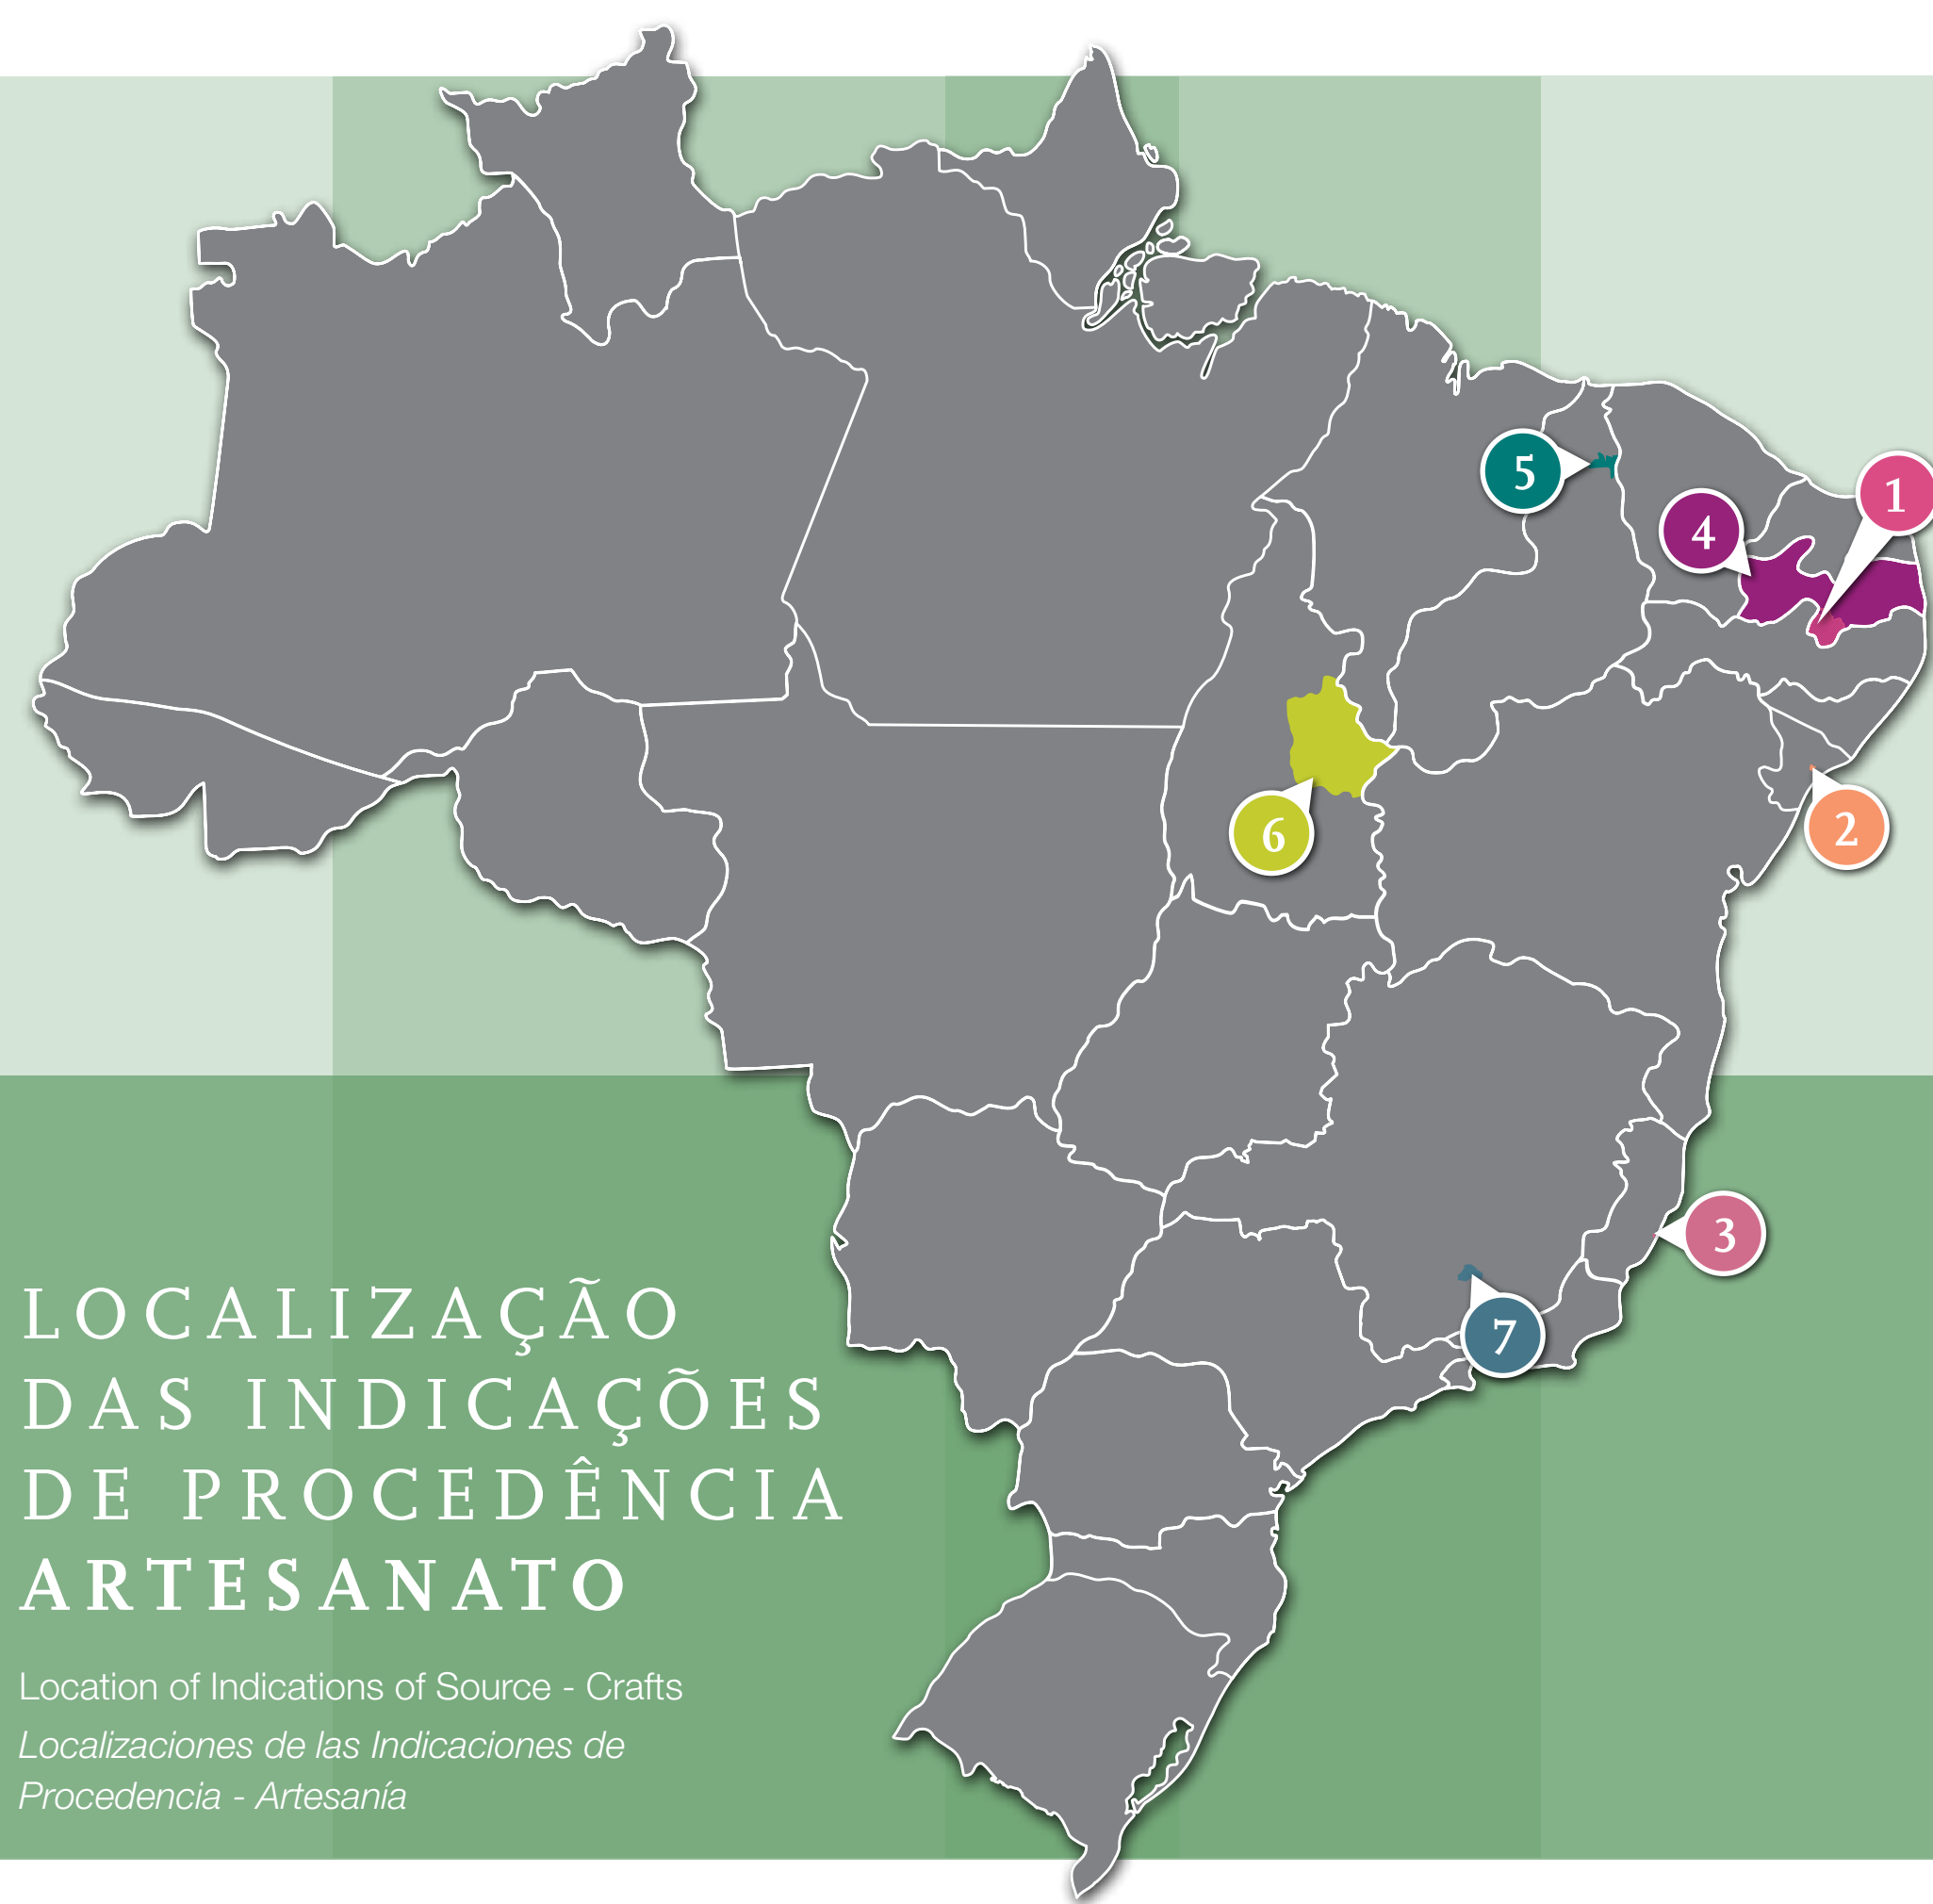 5
1
4
6
2
3
7
LOCALIZAÇÃO
DAS INDICAÇÕES
DE PROCEDÊNCIA
ARTESANATO
Location of Indications of Source - Crafts
Localizaciones de las Indicaciones de
Procedencia - Artesanía